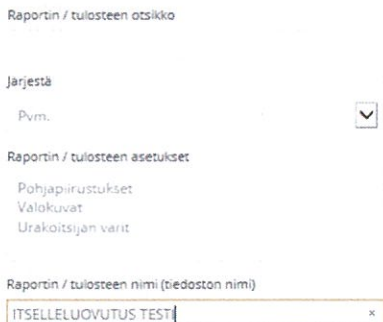 Raportin / tulosteen otsikko
Järjestä
Pvm.
Raportin / tulosteen asetukset
Pohjapiirustukset
Valokuvat
Urakoitsijan värit
Raportin / tulosteen nimi (tiedoston nimi)
ITSELLELUOVUTUS TESTI